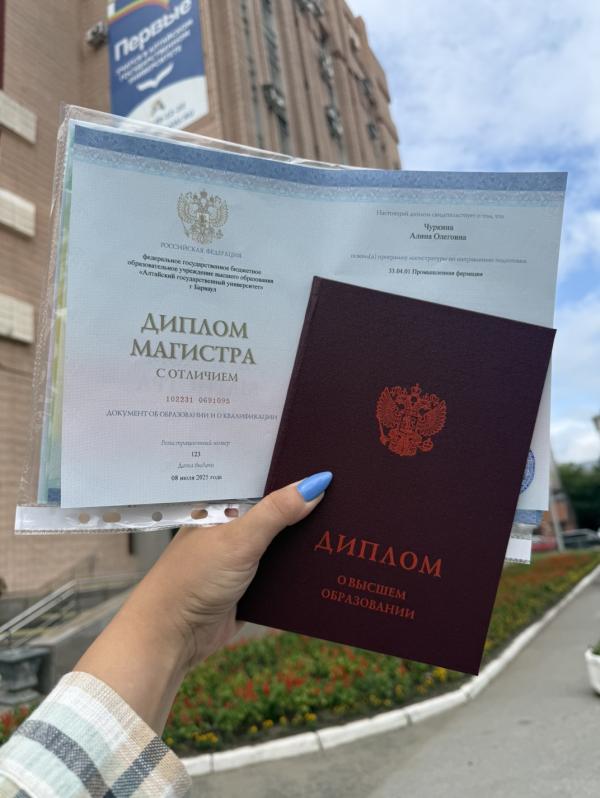 Первые
РОССИЙСКАЯ ФЕДЕРАЦИЯ
федеральное государственное бюджетное
образовательное учреждение высшего образования
«Алтайский государственный университет»
г Барнаул
ДИПЛОМ
МАГИСТРА
С ОТЛИЧИЕМ
102231 0691095
ДОКУМЕНТ ОБ ОБРАЗОВАНИИ И О КВАЛИФИКАЦИИ
Регистрационный номер
123
Дата выдачи
08 июля 2025 года
Настоящий диплом свидетельствует о том, что
Чуркина
Алина Олеговна
освоил(а) программу магистратуры по направлению подготовки
33.04.01 Промышленная фармация
ДИПЛОМ
О ВЫСШЕМ
ОБРАЗОВАНИИ